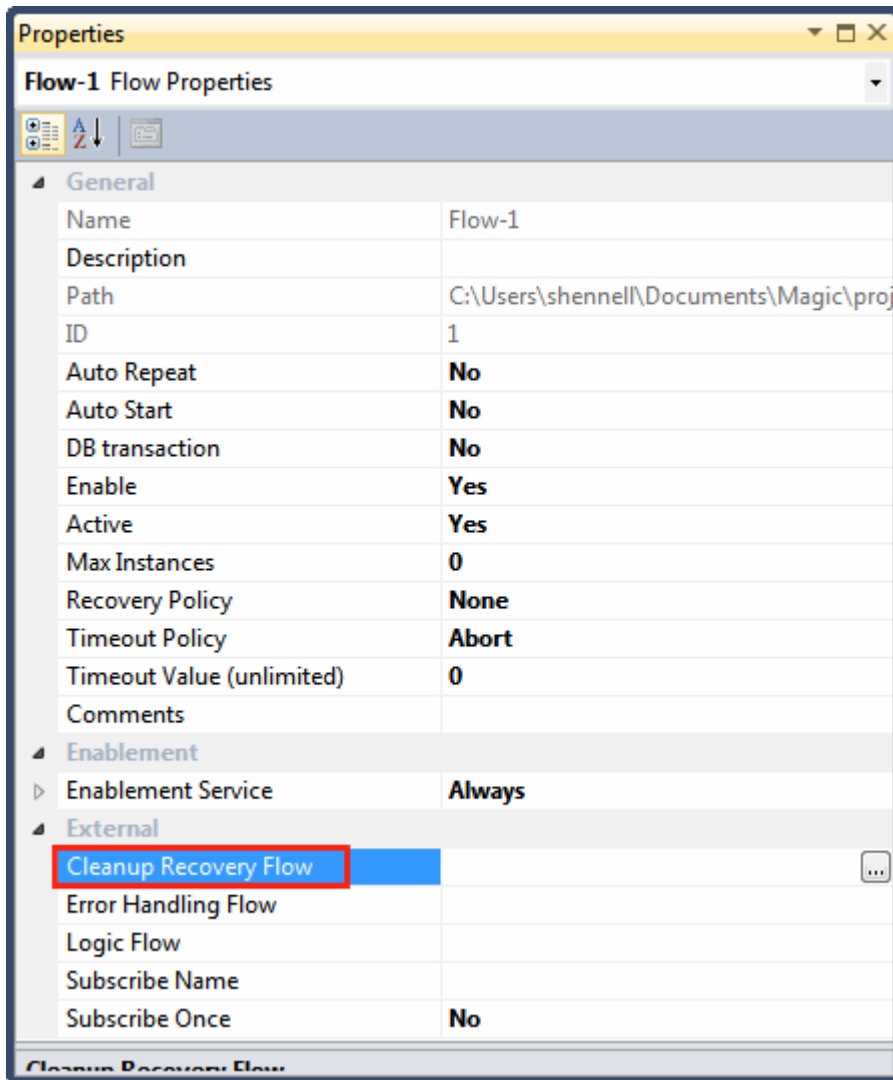 Properties
Flow-1 Flow Properties
General
Name Flow-1
Description
Path C:\Users\shennell\Documents\Magic\proj
ID 1
Auto Repeat No
Auto Start No
DB transaction No
Enable Yes
Active Yes
Max Instances 0
Recovery Policy None
Timeout Policy Abort
Timeout Value (unlimited) 0
Comments
Enablement
Enablement Service Always
External
Cleanup Recovery Flow ...
Error Handling Flow
Logic Flow
Subscribe Name
Subscribe Once No
Cleanup Recovery Flow